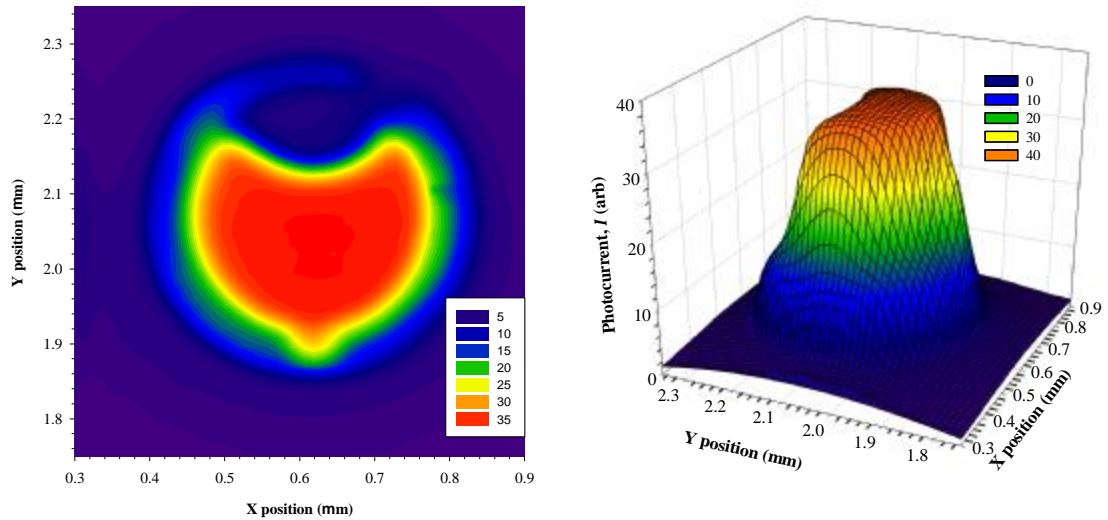 2.3
2.2
2.1
2.0
1.9
1.8
Y position (mm)
0.3 0.4 0.5 0.6 0.7 0.8 0.9
X position (mm)
5
10
15
20
25
30
35
40
30
20
10
0
Photocurrent, I (arb)
0
10
20
30
40
2.3 2.2 2.1 2.0 1.9 1.8
Y position (mm)
0.3 0.4 0.5 0.6 0.7 0.8 0.9
X position (mm)